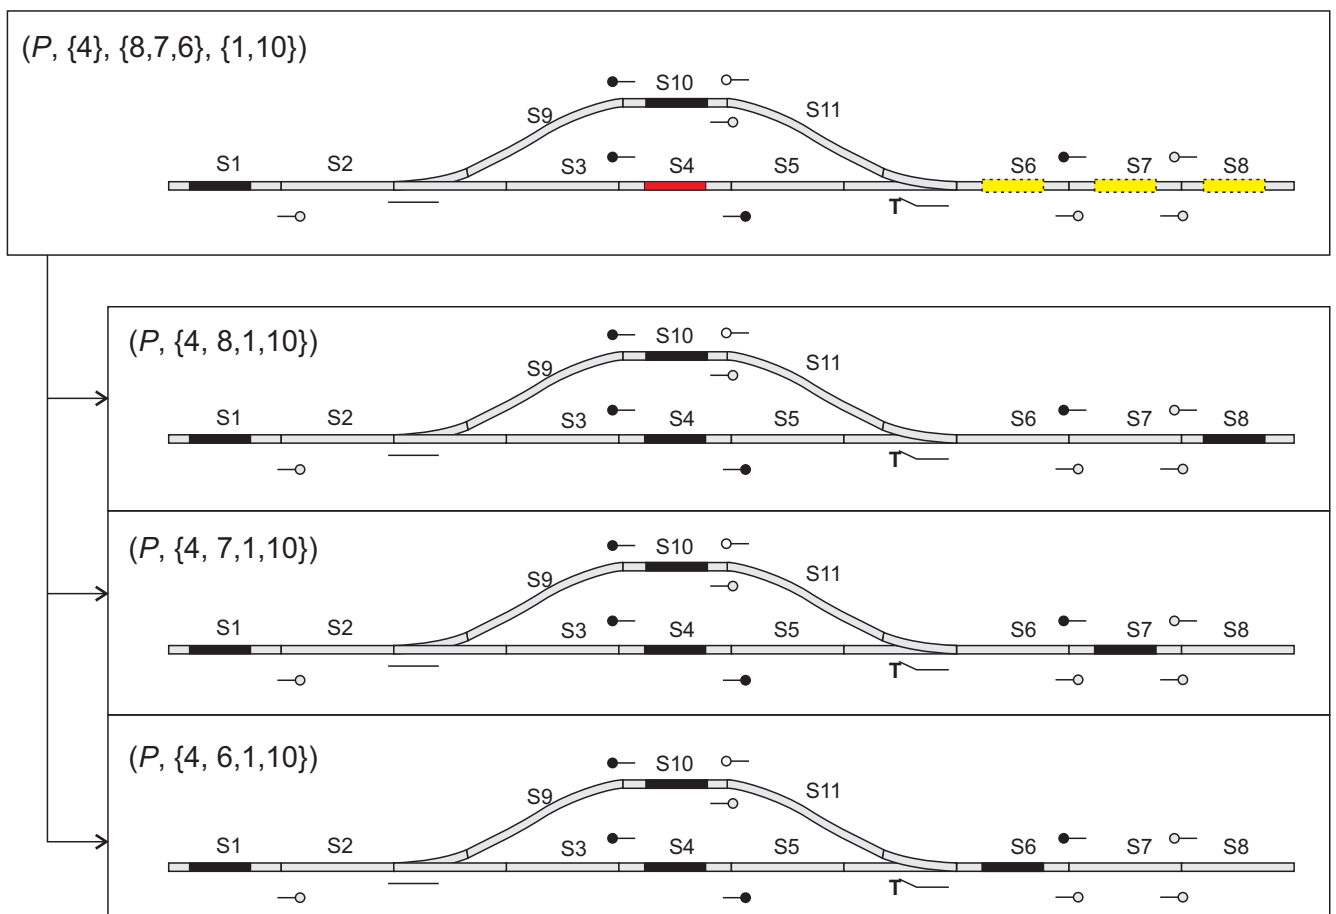 (P, {4}, {8,7,6}, {1,10})
S10
S9 S11
S1 S2 S3 S4 S5 S6 S7 S8
T
(P, {4, 8,1,10})
S10
S9 S11
S1 S2 S3 S4 S5 S6 S7 S8
T
(P, {4, 7,1,10})
S10
S9 S11
S1 S2 S3 S4 S5 S6 S7 S8
T
(P, {4, 6,1,10})
S10
S9 S11
S1 S2 S3 S4 S5 S6 S7 S8
T